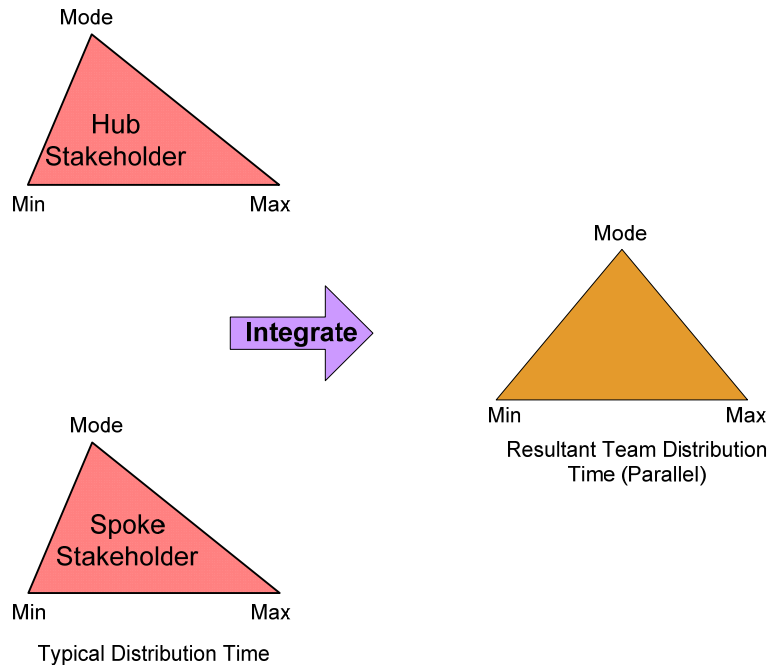 Mode
Hub
Stakeholder
Min
Max
Mode
Integrate
Min
Max
Resultant Team Distribution
Time (Parallel)
Mode
Spoke
Stakeholder
Min
Max
Typical Distribution Time